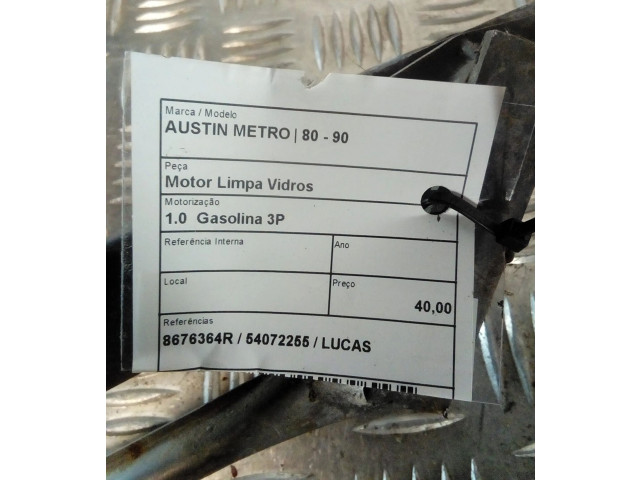 Marca / Modelo
AUSTIN METRO | 80 - 90
Peça
Motor Limpa Vidros
Motorização
1.0 Gasolina 3P
Referência Interna
Ano
Local
Preço
40,00
Referências
8676364R / 54072255 / LUCAS